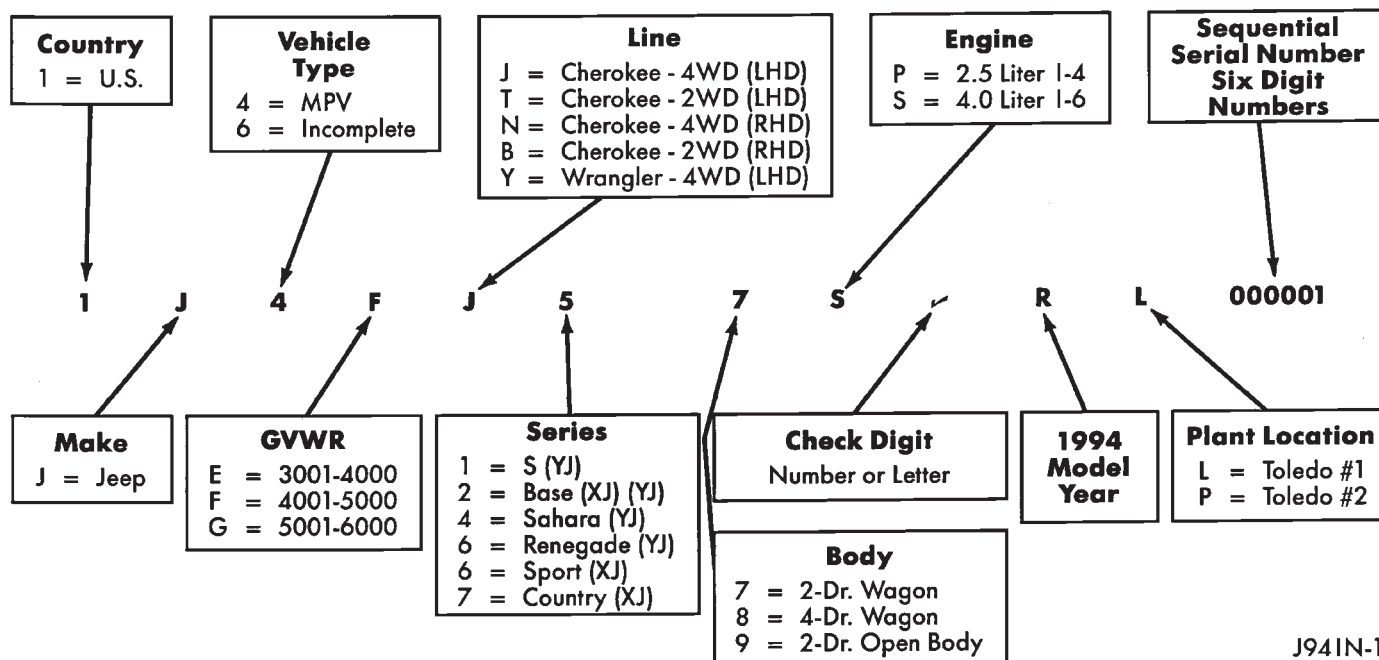 Country
1 = U.S.
Vehicle
Type
4 = MPV
6 = Incomplete
Line
J = Cherokee - 4WD (LHD)
T = Cherokee - 2WD (LHD)
N = Cherokee - 4WD (RHD)
B = Cherokee - 2WD (RHD)
Y = Wrangler - 4WD (LHD)
Engine
P = 2.5 Liter I-4
S = 4.0 Liter I-6
Sequential
Serial Number
Six Digit
Numbers
1 J 4 F J 5 7 S R L 000001
Make
J = Jeep
GVWR
E = 3001-4000
F = 4001-5000
G = 5001-6000
Series
1 = S (YJ)
2 = Base (XJ) (YJ)
4 = Sahara (YJ)
6 = Renegade (YJ)
6 = Sport (XJ)
7 = Country (XJ)
Check Digit
Number or Letter
Body
7 = 2-Dr. Wagon
8 = 4-Dr. Wagon
9 = 2-Dr. Open Body
1994
Model
Year
Plant Location
L = Toledo #1
P = Toledo #2
J94IN-1